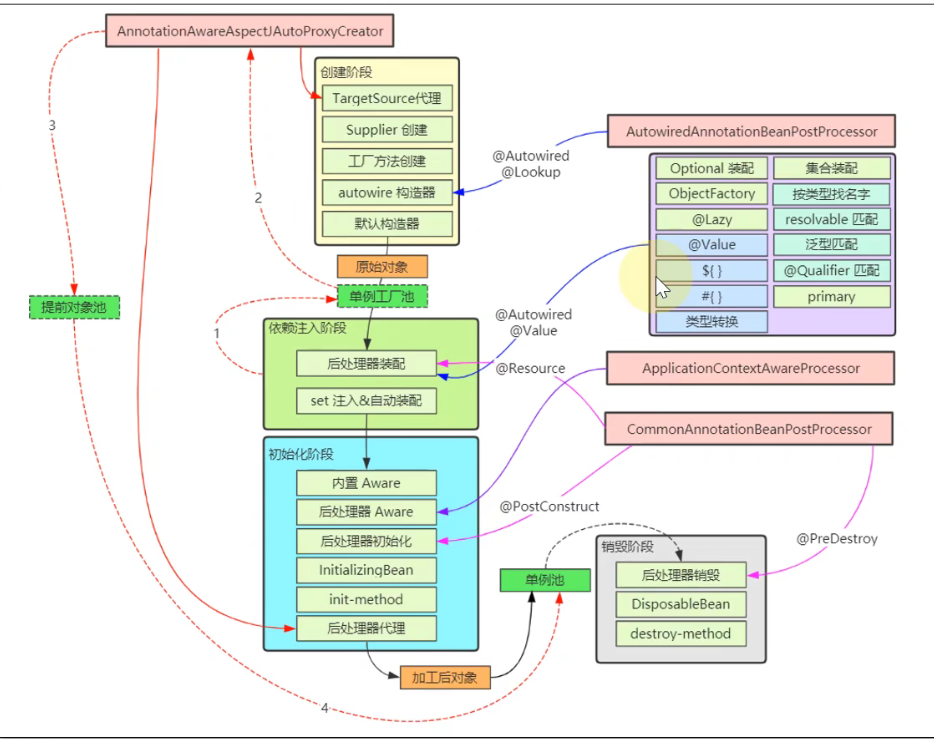 AnnotationAwareAspectJAutoProxyCreator
创建阶段
TargetSource代理
Supplier 创建
工厂方法创建
autowire 构造器
默认构造器
原始对象
单例工厂池
3
2
1
提前对象池
@Autowired
@Lookup
AutowiredAnnotationBeanPostProcessor
Optional 装配
集合装配
ObjectFactory
按类型找名字
@Lazy
resolvable 匹配
@Value
泛型匹配
${ }
@Qualifier 匹配
#{ }
primary
类型转换
@Autowired
@Value
依赖注入阶段
后处理器装配
set 注入&自动装配
@Resource
ApplicationContextAwareProcessor
CommonAnnotationBeanPostProcessor
初始化阶段
内置 Aware
后处理器 Aware
后处理器初始化
InitializingBean
init-method
后处理器代理
@PostConstruct
@PreDestroy
单例池
销毁阶段
后处理器销毁
DisposableBean
destroy-method
加工后对象
4